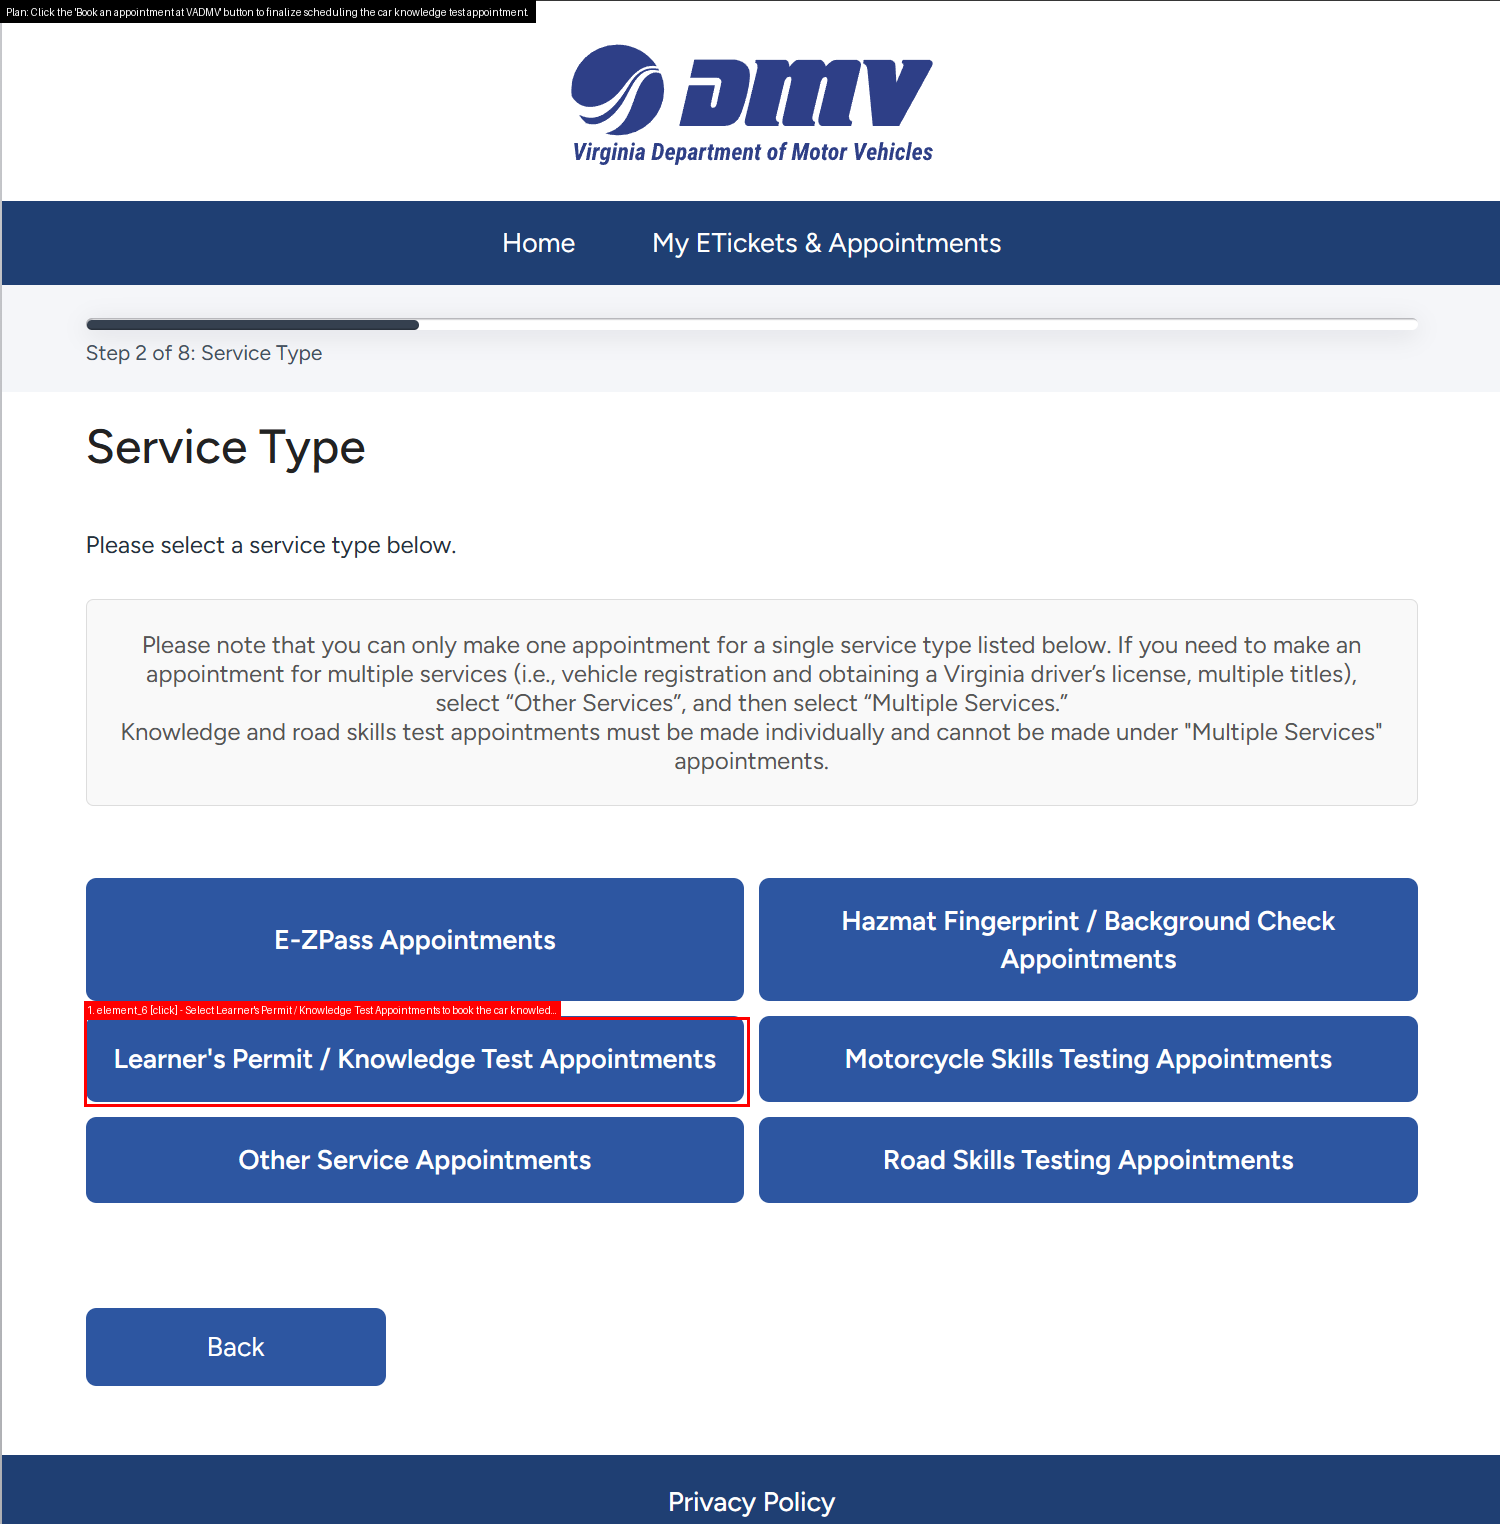 Plan: Click the 'Book an appointment at VADMV' button to finalize scheduling the car knowledge test appointment.
DMV
Virginia Department of Motor Vehicles
Home
My ETickets & Appointments
Step 2 of 8: Service Type
Service Type
Please select a service type below.
Please note that you can only make one appointment for a single service type listed below. If you need to make an
appointment for multiple services (i.e., vehicle registration and obtaining a Virginia driver’s license, multiple titles),
select “Other Services”, and then select “Multiple Services.”
Knowledge and road skills test appointments must be made individually and cannot be made under "Multiple Services"
appointments.
E-ZPass Appointments
Hazmat Fingerprint / Background Check
Appointments
1. element_6 [click] - Select Learner's Permit / Knowledge Test Appointments to book the car knowled...
Learner's Permit / Knowledge Test Appointments
Motorcycle Skills Testing Appointments
Other Service Appointments
Road Skills Testing Appointments
Back
Privacy Policy